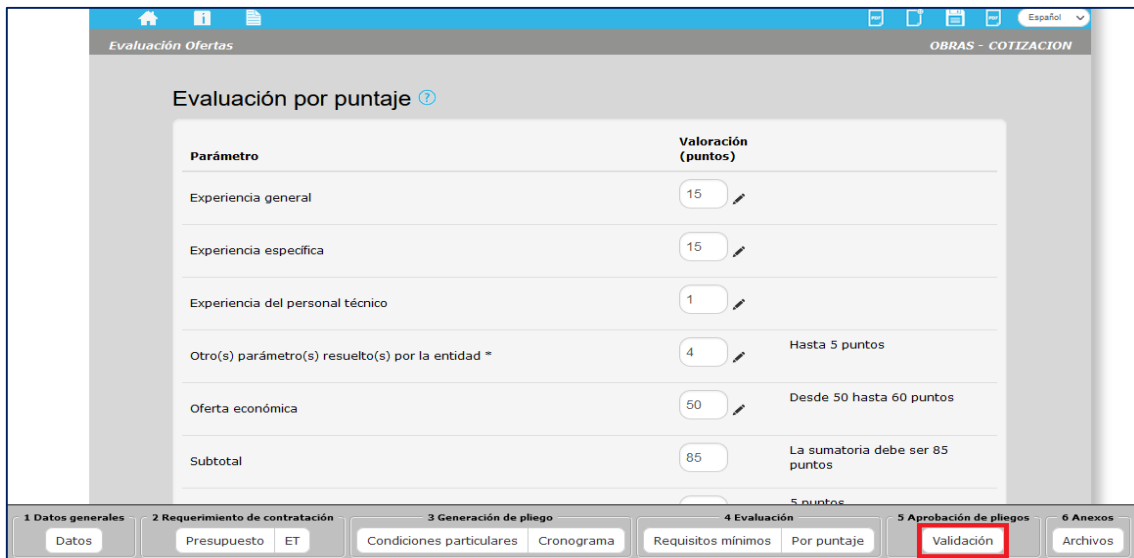 Español
Evaluación Ofertas
OBRAS - COTIZACION
Evaluación por puntaje ?
Parámetro
Valoración
(puntos)
Experiencia general
15
Experiencia específica
15
Experiencia del personal técnico
1
Otro(s) parámetro(s) resuelto(s) por la entidad *
4
Hasta 5 puntos
Oferta económica
50
Desde 50 hasta 60 puntos
Subtotal
85
La sumatoria debe ser 85
puntos
5 puntos
1 Datos generales
Datos
2 Requerimiento de contratación
Presupuesto
ET
3 Generación de pliego
Condiciones particulares
Cronograma
4 Evaluación
Requisitos mínimos
Por puntaje
5 Aprobación de pliegos
Validación
6 Anexos
Archivos